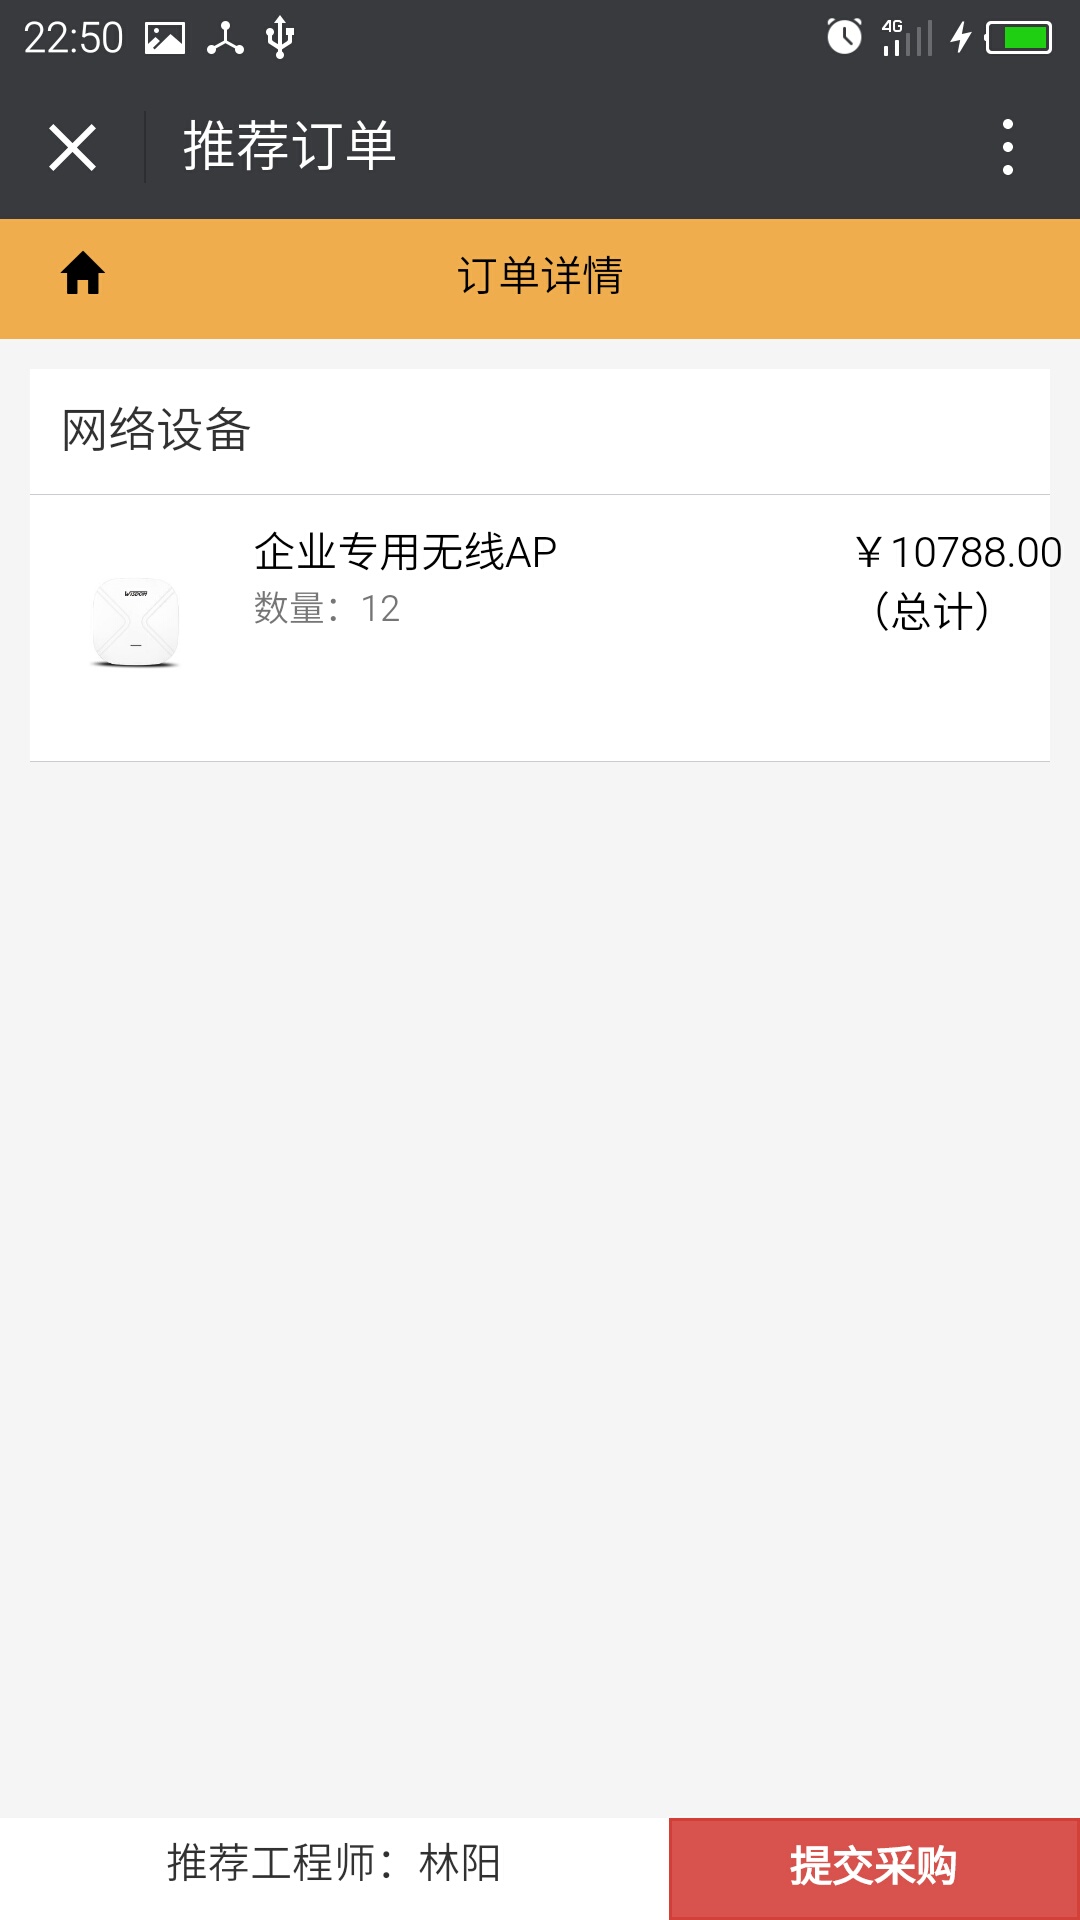 22:50
4G
推荐订单
订单详情
网络设备
企业专用无线AP
￥10788.00
数量：12
（总计）
推荐工程师：林阳
提交采购